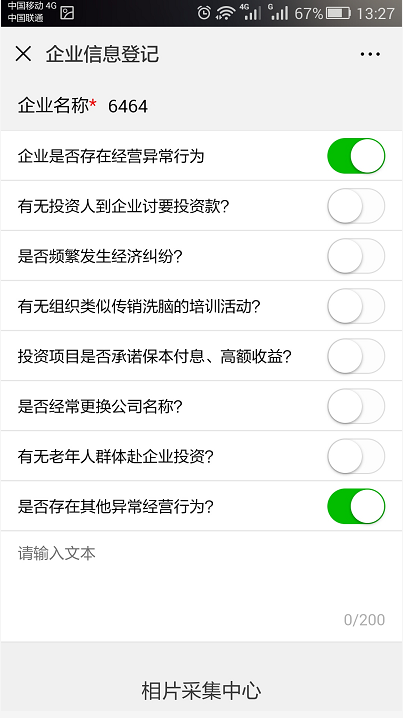 中国移动 4G
中国联通
4G G 67% 13:27
企业信息登记
企业名称* 6464
企业是否存在经营异常行为
有无投资人到企业讨要投资款?
是否频繁发生经济纠纷?
有无组织类似传销洗脑的培训活动?
投资项目是否承诺保本付息、高额收益?
是否经常更换公司名称?
有无老年人群体赴企业投资?
是否存在其他异常经营行为?
请输入文本
0/200
相片采集中心